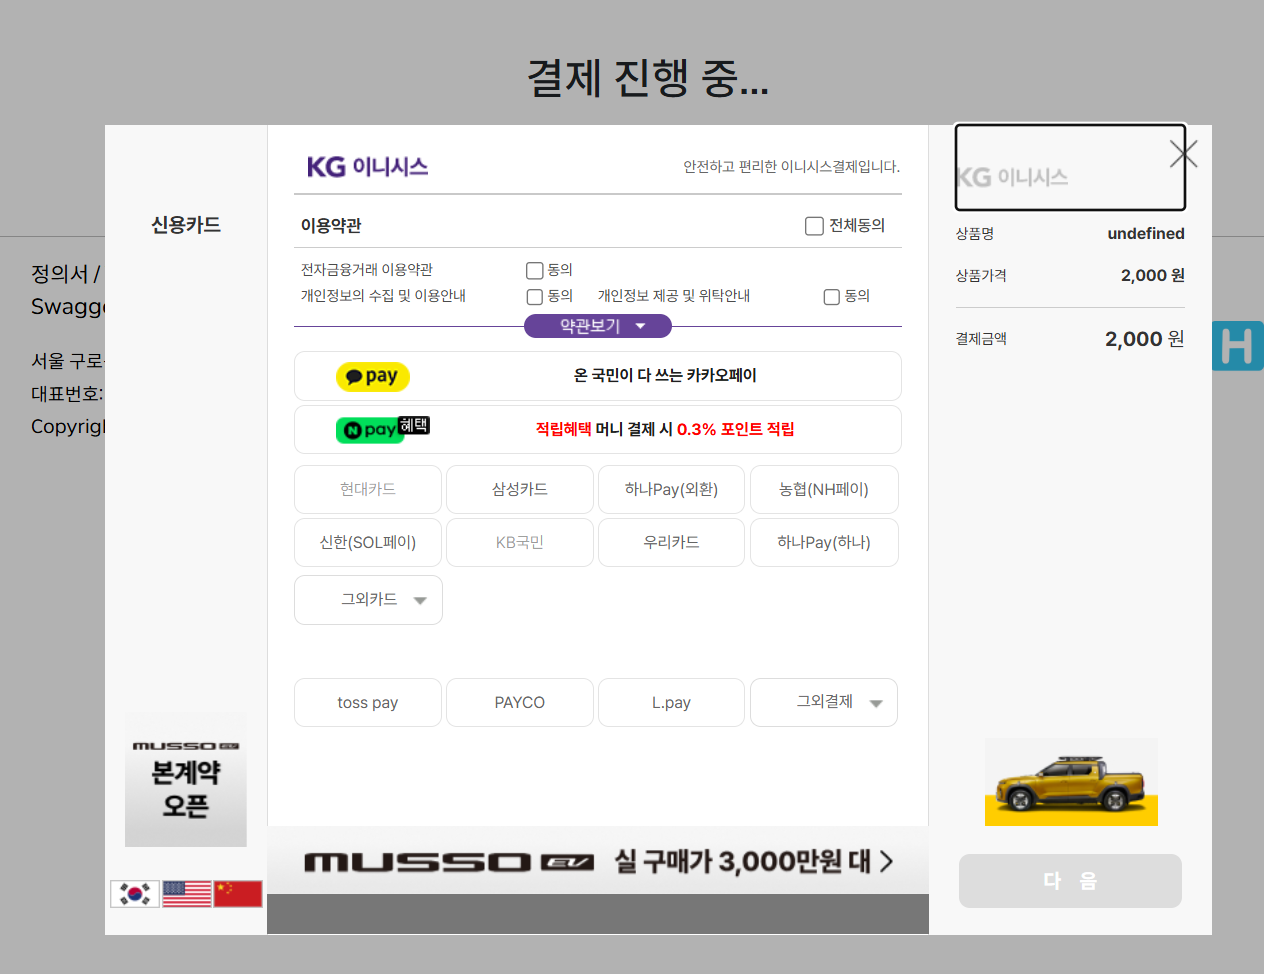 결제 진행 중...
KG 이니시스
안전하고 편리한 이니시스결제입니다.
KG 이니시스
신용카드
이용약관
전체동의
전자금융거래 이용약관
동의
개인정보의 수집 및 이용안내
동의
개인정보 제공 및 위탁안내
동의
약관보기
pay
온 국민이 다 쓰는 카카오페이
N pay 혜택
적립혜택 머니 결제 시 0.3% 포인트 적립
현대카드
삼성카드
하나Pay(외환)
농협(NH페이)
신한(SOL페이)
KB국민
우리카드
하나Pay(하나)
그외카드
toss pay
PAYCO
L.pay
그외결제
상품명
undefined
상품가격
2,000 원
결제금액
2,000 원
정의서 /
Swagge
서울 구로
대표번호:
Copyrigh
H
MUSSO EV
본계약
오픈
MUSSO EV 실 구매가 3,000만원 대 >
다 음